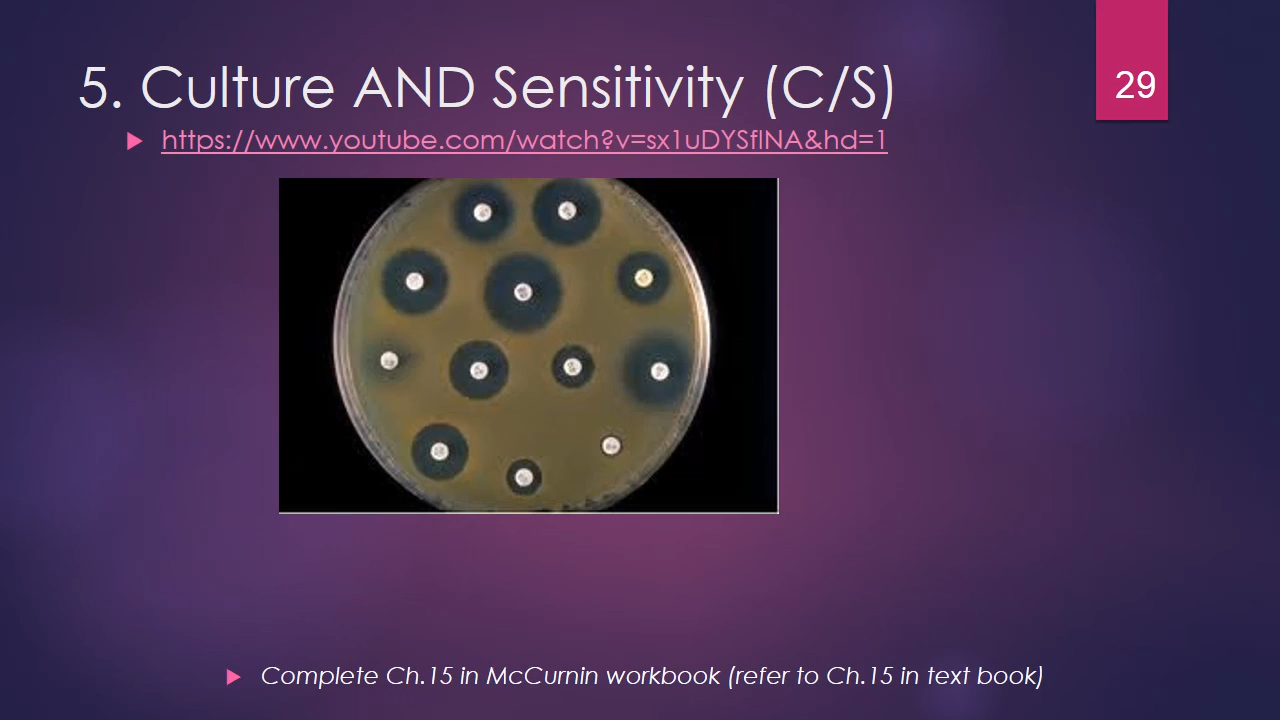 5. Culture AND Sensitivity (C/S)
29
https://www.youtube.com/watch?v=sx1uDYSflNA&hd=1
Complete Ch.15 in McCurnin workbook (refer to Ch.15 in text book)